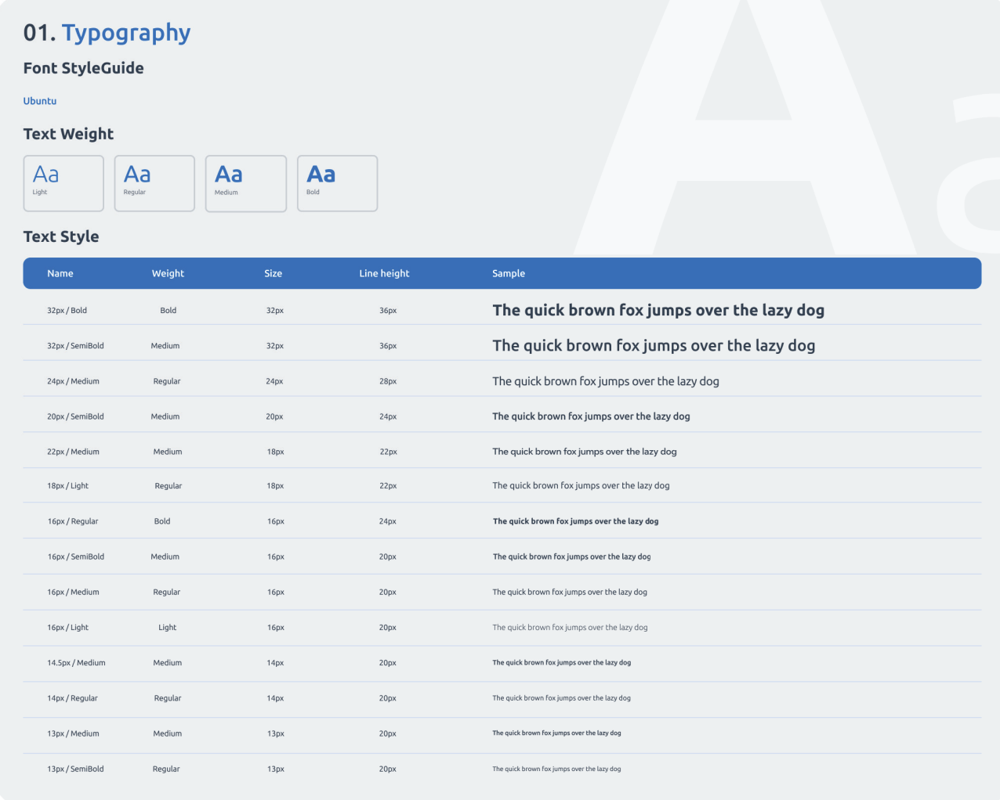 01. Typography
Font StyleGuide
Ubuntu
Text Weight
Aa Aa Aa Aa
Light Regular Medium Bold
Aa
Text Style
Name Weight Size Line height Sample
32px / Bold Bold 32px 36px The quick brown fox jumps over the lazy dog
32px / SemiBold Medium 32px 36px The quick brown fox jumps over the lazy dog
24px / Medium Regular 24px 28px The quick brown fox jumps over the lazy dog
20px / SemiBold Medium 20px 24px The quick brown fox jumps over the lazy dog
22px / Medium Medium 18px 22px The quick brown fox jumps over the lazy dog
18px / Light Regular 18px 22px The quick brown fox jumps over the lazy dog
16px / Regular Bold 16px 24px The quick brown fox jumps over the lazy dog
16px / SemiBold Medium 16px 20px The quick brown fox jumps over the lazy dog
16px / Medium Regular 16px 20px The quick brown fox jumps over the lazy dog
16px / Light Light 16px 20px The quick brown fox jumps over the lazy dog
14.5px / Medium Medium 14px 20px The quick brown fox jumps over the lazy dog
14px / Regular Regular 14px 20px The quick brown fox jumps over the lazy dog
13px / Medium Medium 13px 20px The quick brown fox jumps over the lazy dog
13px / SemiBold Regular 13px 20px The quick brown fox jumps over the lazy dog